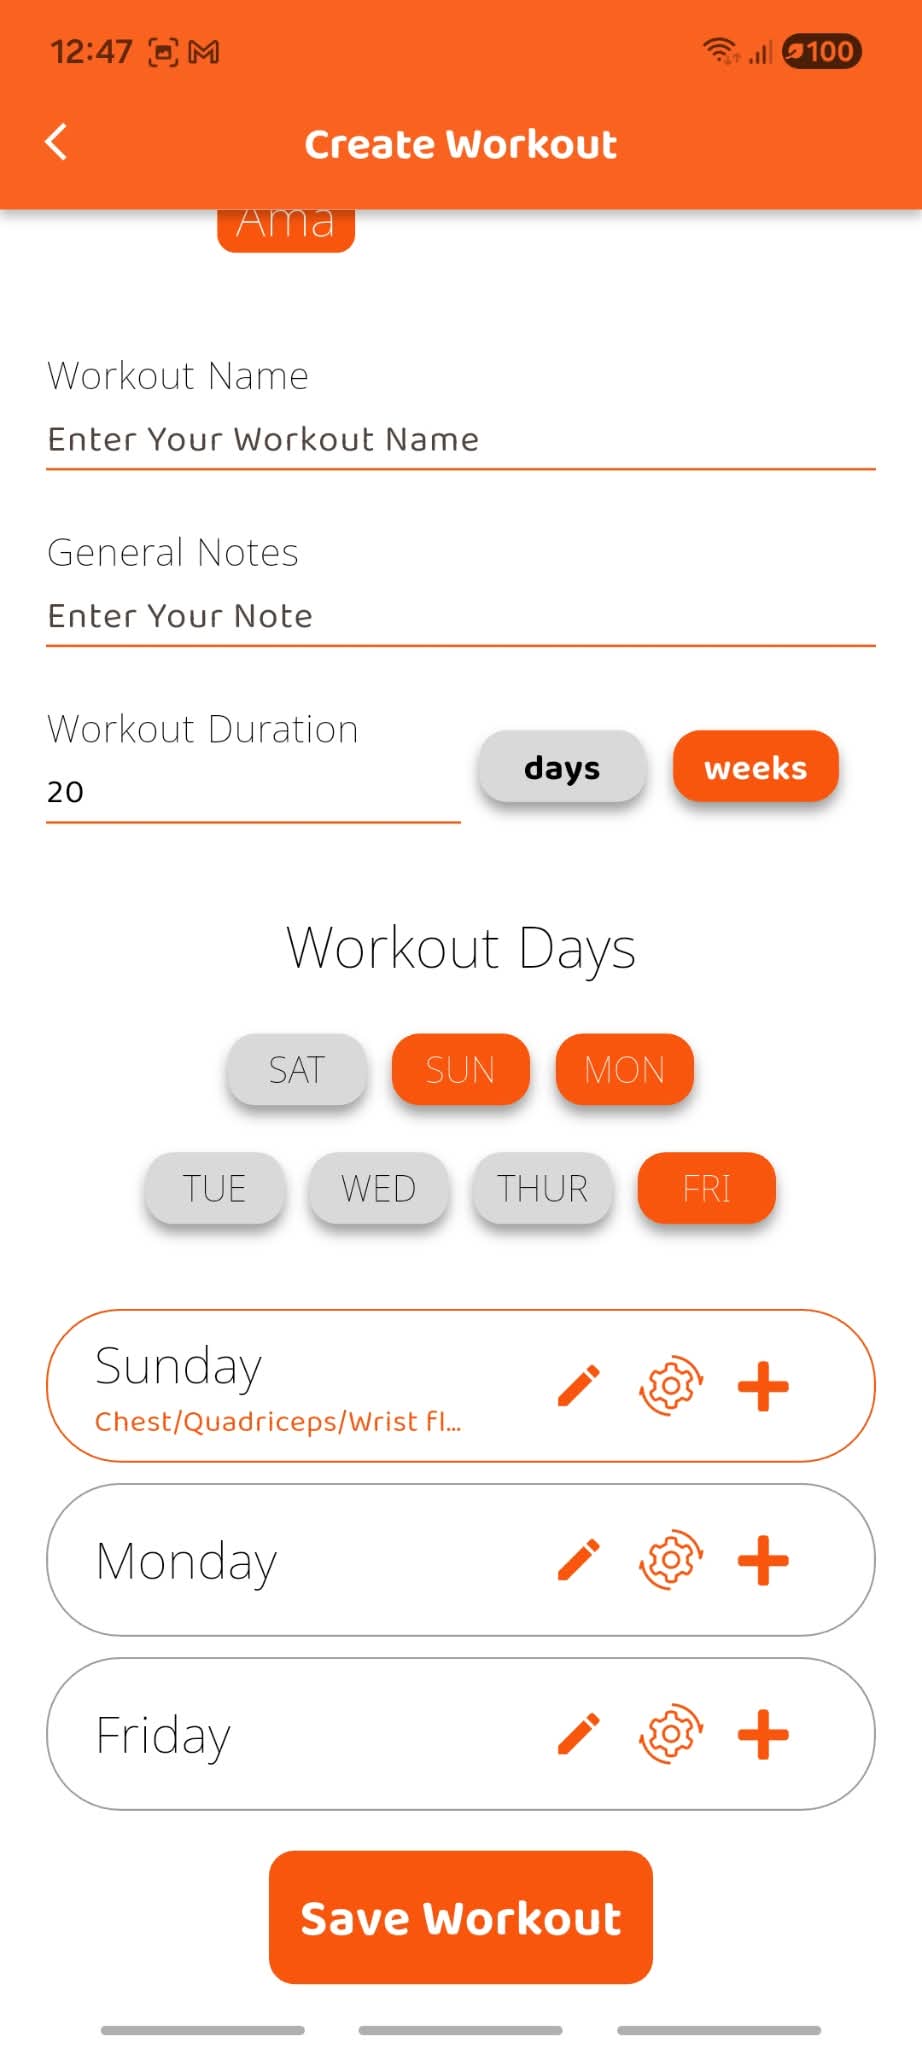 12:47
100
Create Workout
Ama
Workout Name
Enter Your Workout Name
General Notes
Enter Your Note
Workout Duration
20
days
weeks
Workout Days
SAT SUN MON
TUE WED THUR FRI
Sunday
Chest/Quadriceps/Wrist fl...
Monday
Friday
Save Workout